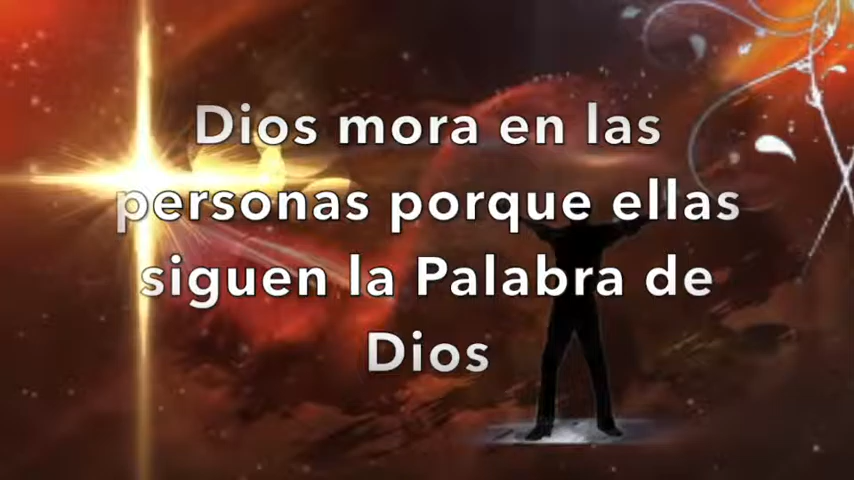 Dios mora en las
personas porque ellas
siguen la Palabra de
Dios